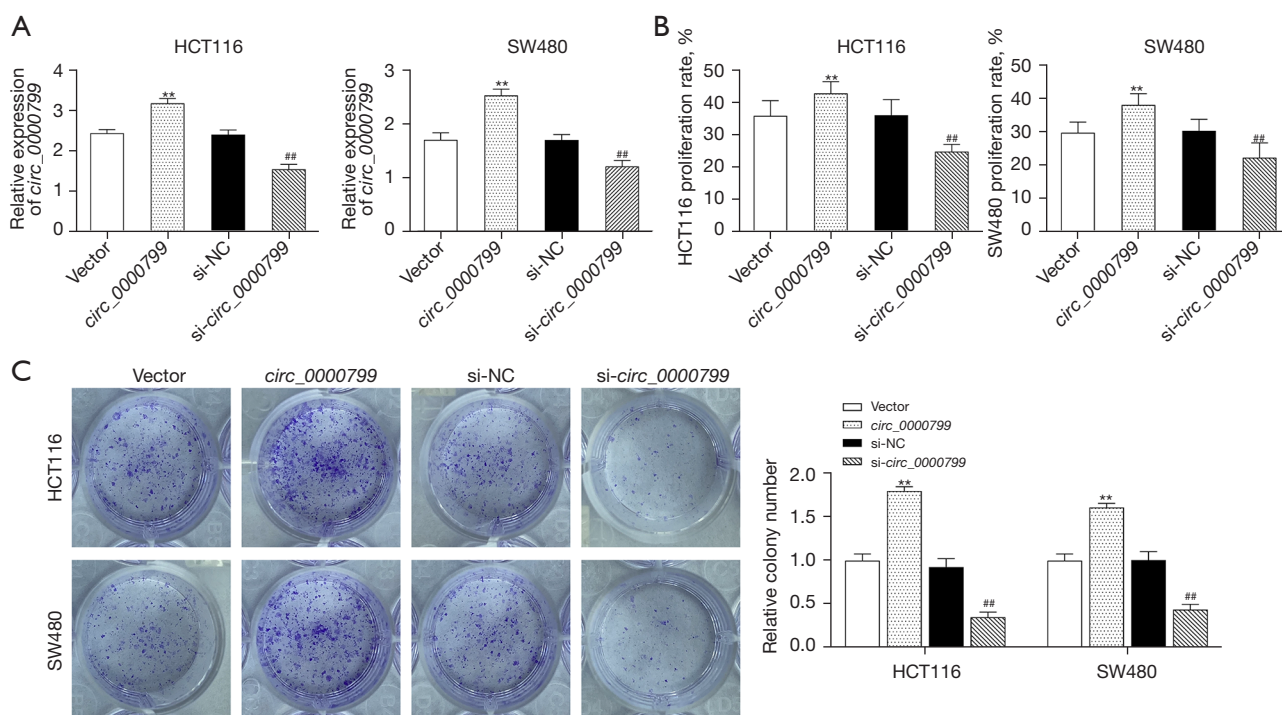 A
HCT116
Relative expression
of circ_0000799
4
3
2
1
0
**
##
Vector
circ_0000799
si-NC
si-circ_0000799
SW480
Relative expression
of circ_0000799
3
2
1
0
**
##
Vector
circ_0000799
si-NC
si-circ_0000799
B
HCT116
HCT116 proliferation rate, %
50
40
30
20
10
0
**
##
Vector
circ_0000799
si-NC
si-circ_0000799
SW480
SW480 proliferation rate, %
50
40
30
20
10
0
**
##
Vector
circ_0000799
si-NC
si-circ_0000799
C
Vector
circ_0000799
si-NC
si-circ_0000799
HCT116
SW480
Vector
circ_0000799
si-NC
si-circ_0000799
Relative colony number
2.0
1.5
1.0
0.5
0.0
**
##
**
##
HCT116
SW480